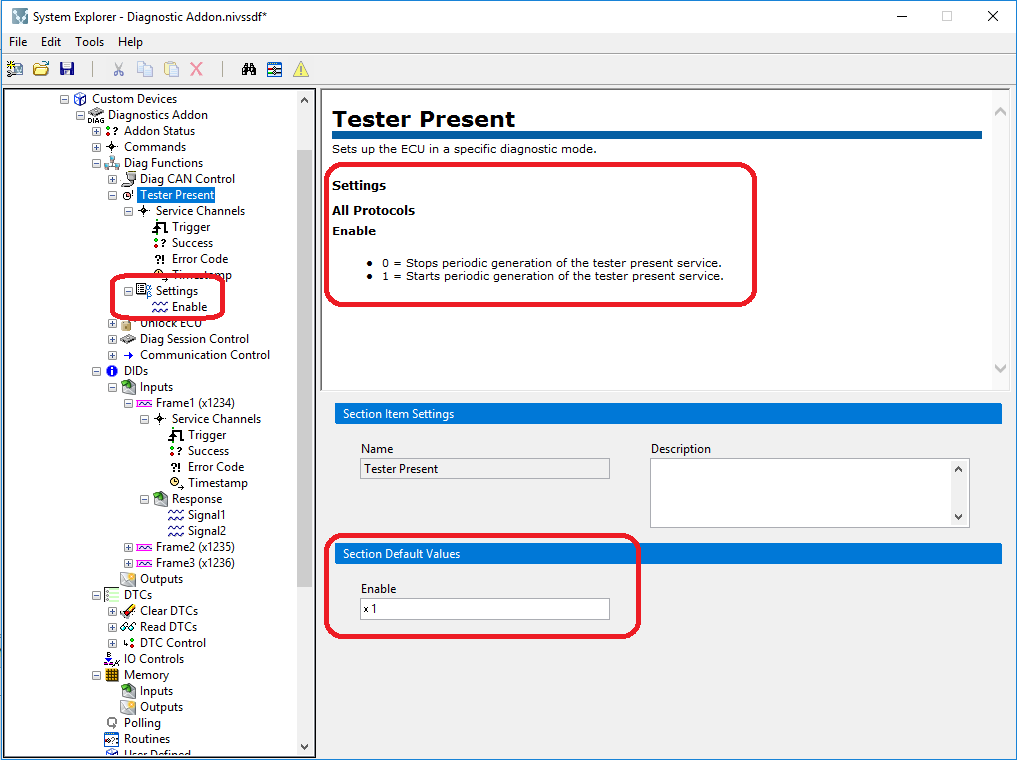 System Explorer - Diagnostic Addon.nivssdf*
File Edit Tools Help
Custom Devices
Diagnostics Addon
Addon Status
Commands
Diag Functions
Diag CAN Control
Tester Present
Service Channels
Trigger
Success
Error Code
Timestamp
Settings
Enable
Unlock ECU
Diag Session Control
Communication Control
DIDs
Inputs
Frame1 (x1234)
Service Channels
Trigger
Success
Error Code
Timestamp
Response
Signal1
Signal2
Frame2 (x1235)
Frame3 (x1236)
Outputs
DTCs
Clear DTCs
Read DTCs
DTC Control
IO Controls
Memory
Inputs
Outputs
Polling
Routines
User Defined
Tester Present
Sets up the ECU in a specific diagnostic mode.
Settings
All Protocols
Enable
• 0 = Stops periodic generation of the tester present service.
• 1 = Starts periodic generation of the tester present service.
Section Item Settings
Name
Tester Present
Description
Section Default Values
Enable
x 1